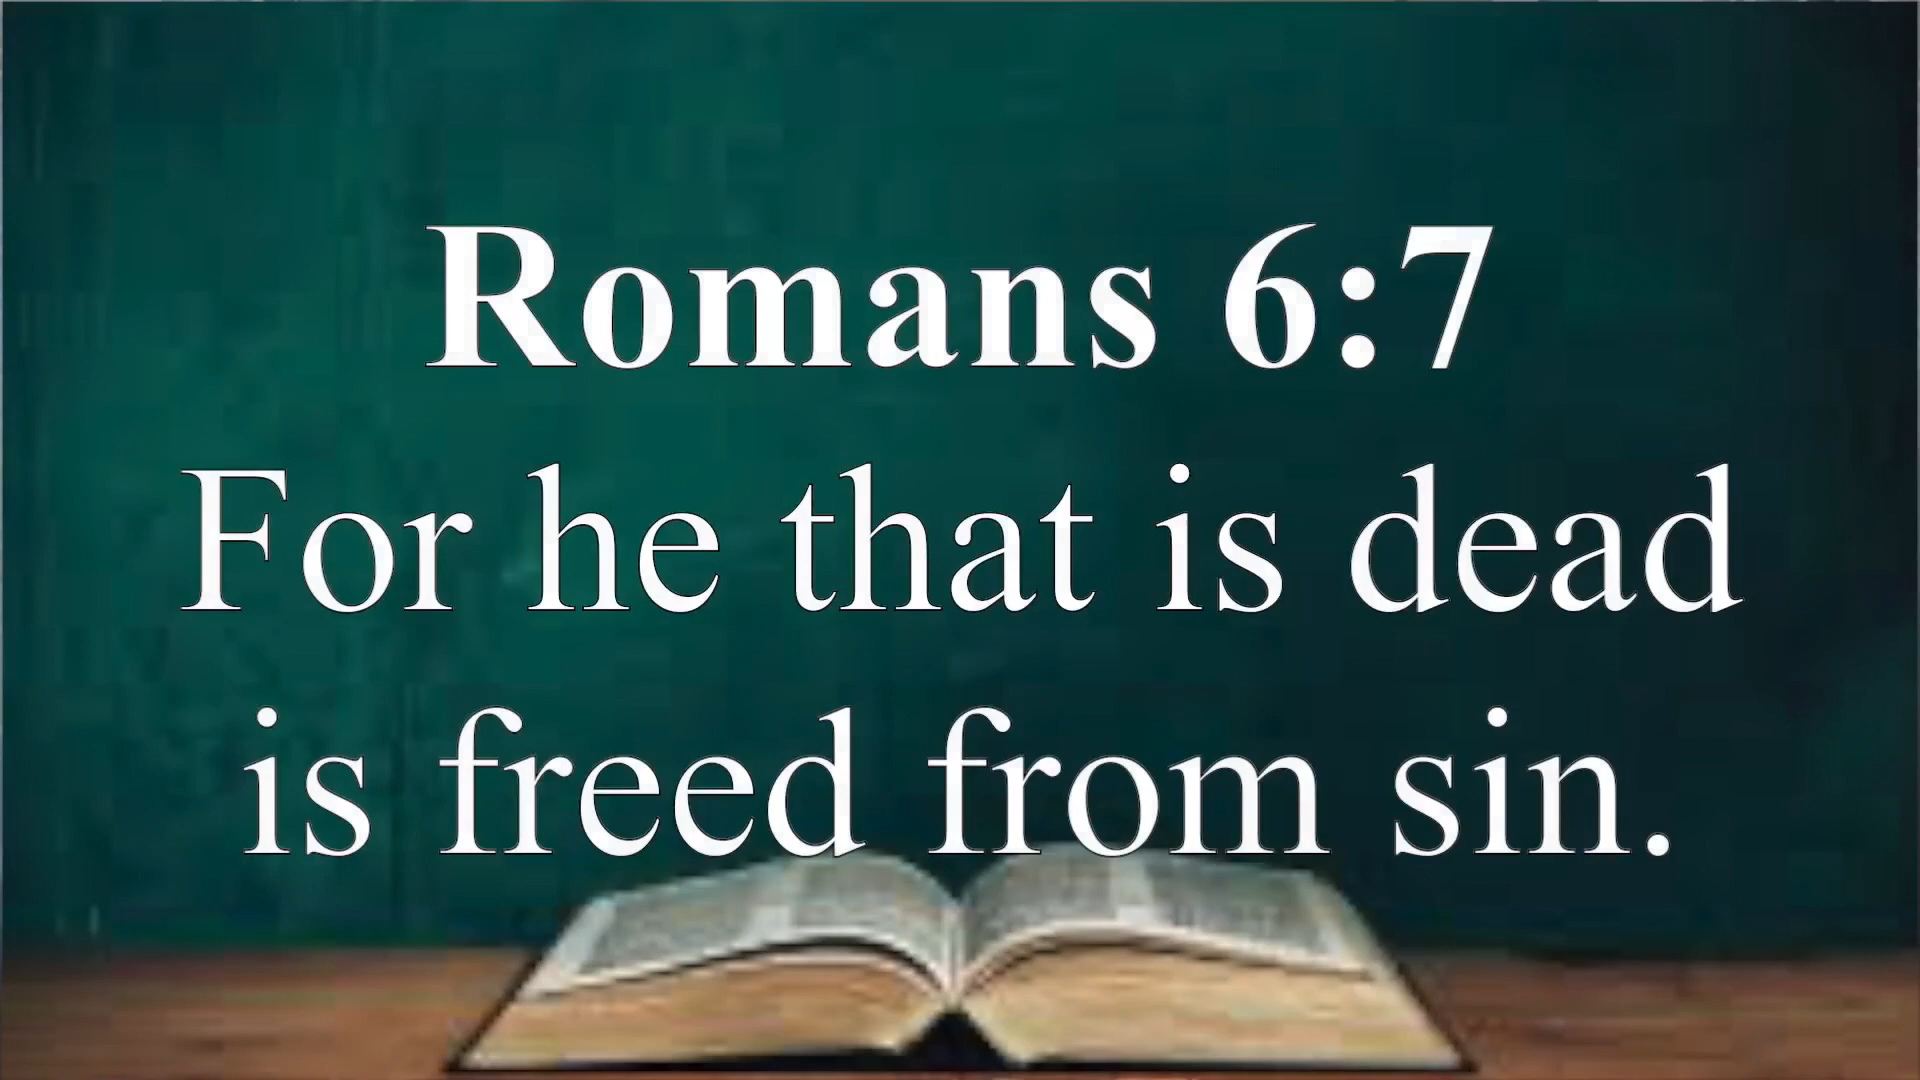 Romans 6:7
For he that is dead
is freed from sin.